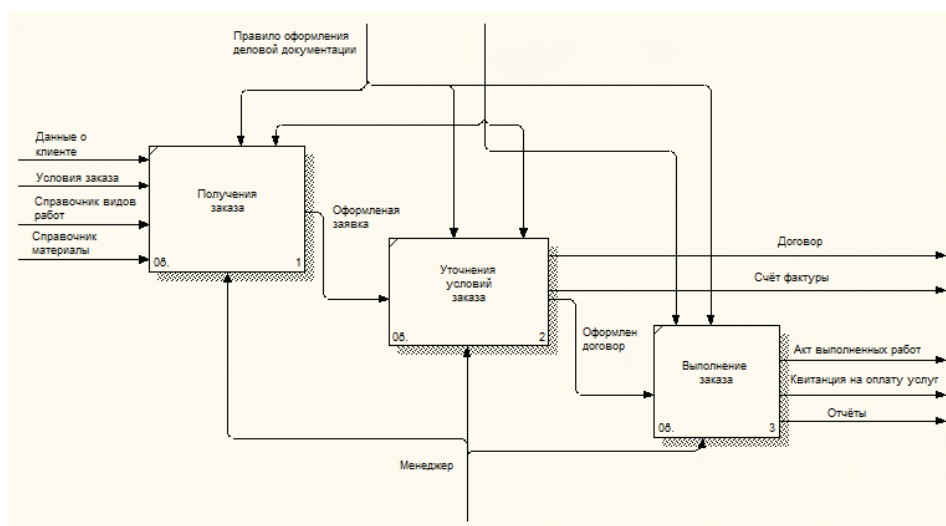 Правило оформления
деловой документации
Данные о
клиенте
Условия заказа
Справочник видов
работ
Справочник
материалы
Получения
заказа
0б.
1
Оформленая
заявка
Уточнения
условий
заказа
0б.
2
Договор
Счёт фактуры
Оформлен
договор
Выполнение
заказа
0б.
3
Акт выполненных работ
Квитанция на оплату услуг
Отчёты
Менеджер